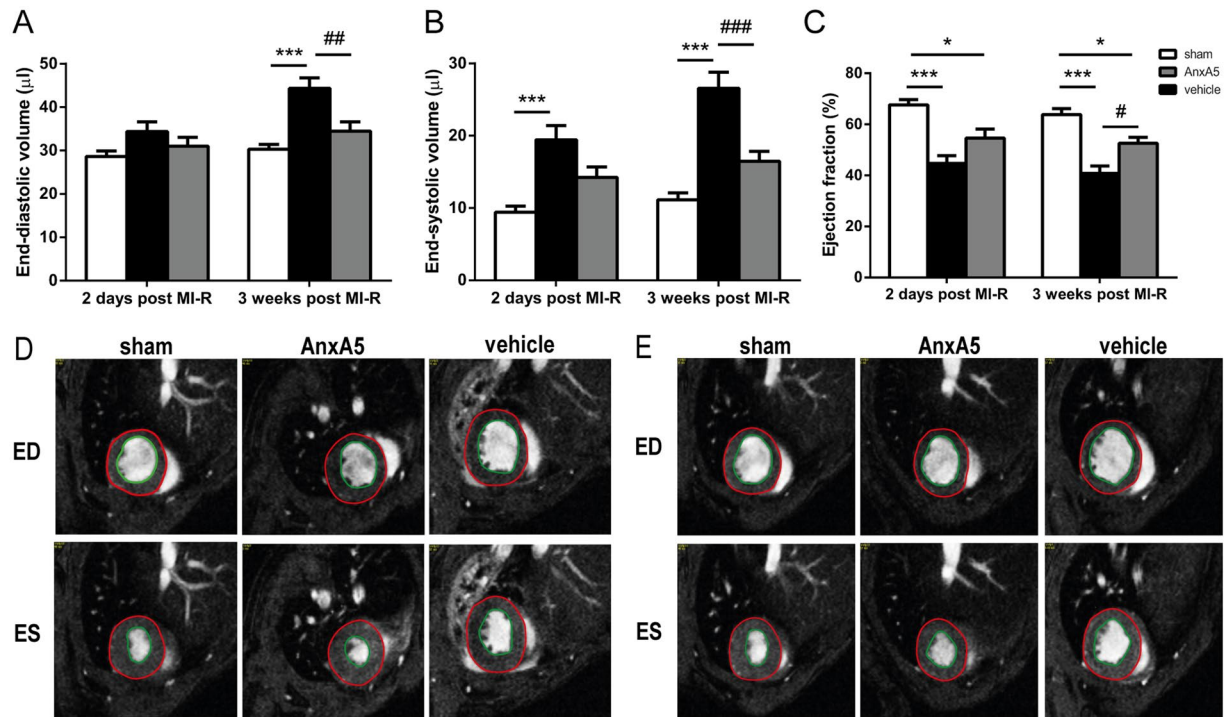 A
B
C
End-diastolic volume (µl)
50
40
30
20
10
0
***
##
2 days post MI-R
3 weeks post MI-R
End-systolic volume (µl)
30
20
10
0
***
***
###
2 days post MI-R
3 weeks post MI-R
Ejection fraction (%)
80
60
40
20
0
*
***
*
***
#
2 days post MI-R
3 weeks post MI-R
sham
AnxA5
vehicle
D
sham
AnxA5
vehicle
ED
ES
E
sham
AnxA5
vehicle
ED
ES